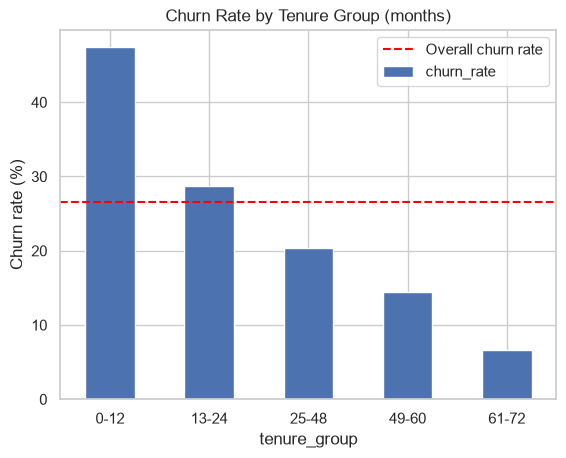 Churn Rate by Tenure Group (months)
Overall churn rate
churn_rate
Churn rate (%)
40
30
20
10
0
0-12
13-24
25-48
49-60
61-72
tenure_group